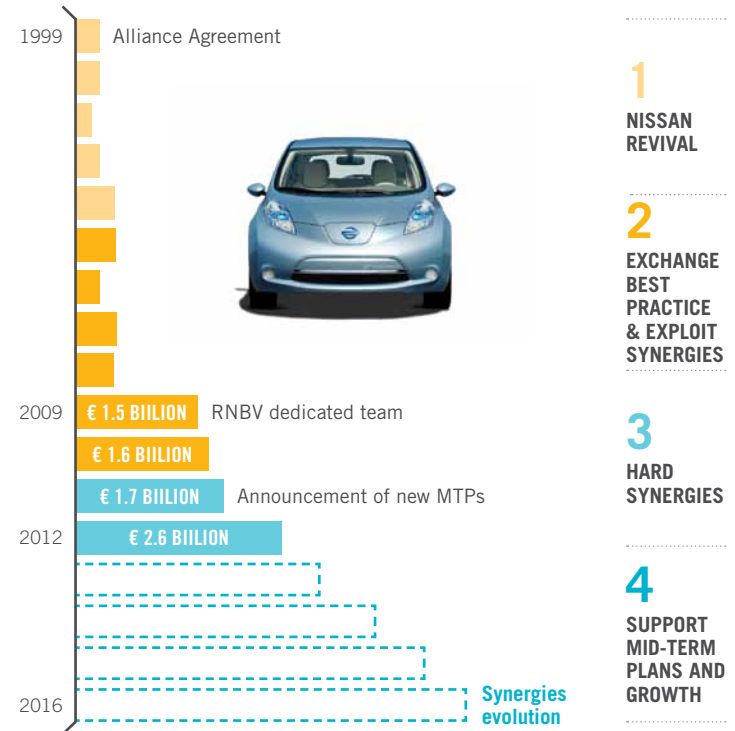 1999 Alliance Agreement
2009 € 1.5 BIILION RNBV dedicated team
€ 1.6 BIILION
€ 1.7 BIILION Announcement of new MTPs
2012 € 2.6 BIILION
2016 Synergies
evolution
1
NISSAN
REVIVAL
2
EXCHANGE
BEST
PRACTICE
& EXPLOIT
SYNERGIES
3
HARD
SYNERGIES
4
SUPPORT
MID-TERM
PLANS AND
GROWTH